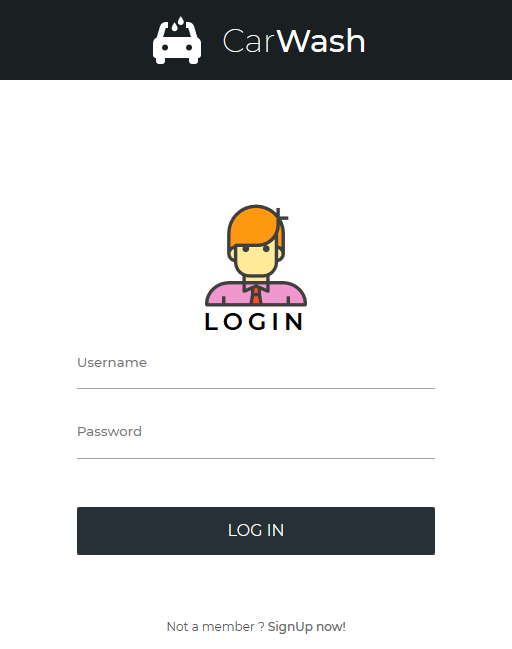 CarWash
LOGIN
Username
Password
LOG IN
Not a member ? SignUp now!